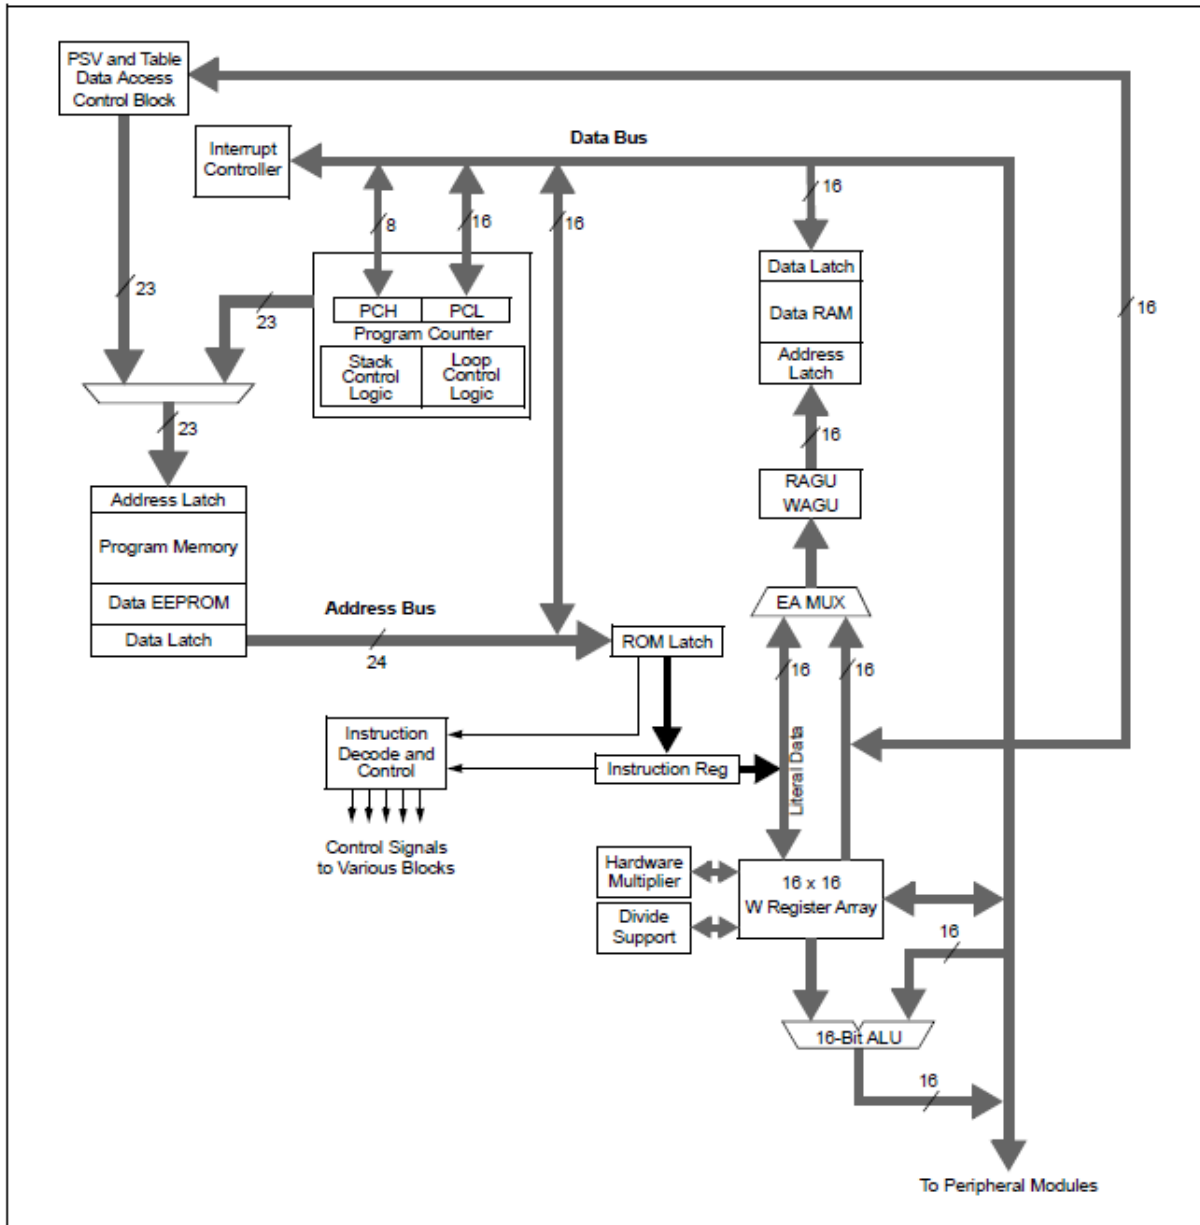 PSV and Table
Data Access
Control Block
Interrupt
Controller
Data Bus
8
16
16
16
16
23
23
PCH
PCL
Program Counter
Stack
Control
Logic
Loop
Control
Logic
Data Latch
Data RAM
Address
Latch
23
16
RAGU
WAGU
Address Latch
Program Memory
Data EEPROM
Data Latch
Address Bus
24
EA MUX
ROM Latch
16
16
Literal Data
Instruction
Decode and
Control
Instruction Reg
Control Signals
to Various Blocks
Hardware
Multiplier
Divide
Support
16 x 16
W Register Array
16
16-Bit ALU
16
To Peripheral Modules